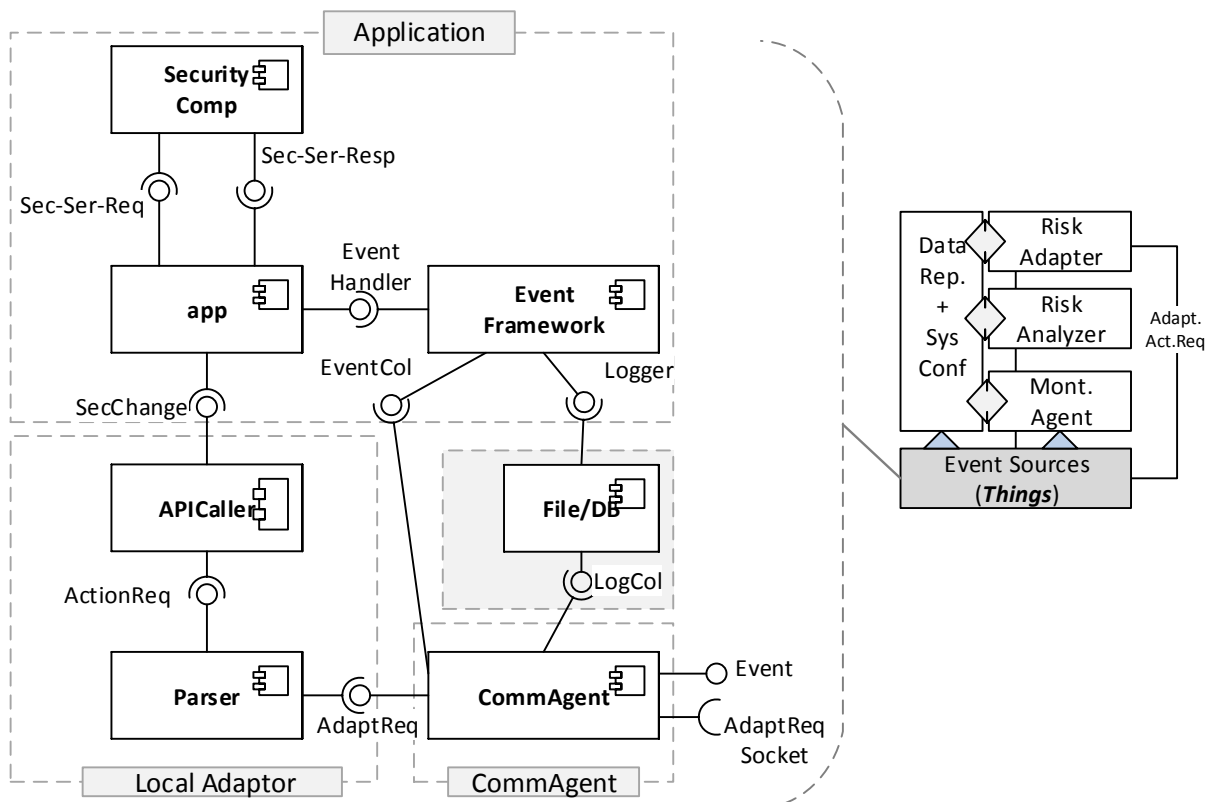 Application
Security
Comp
Sec-Ser-Resp
Sec-Ser-Req
Event
Handler
app
Event
Framework
EventCol
Logger
SecChange
APICaller
File/DB
LogCol
ActionReq
Parser
CommAgent
Event
AdaptReq
AdaptReq
Socket
Local Adaptor
CommAgent
Data
Rep.
+
Sys
Conf
Risk
Adapter
Risk
Analyzer
Mont.
Agent
Adapt.
Act.Req
Event Sources
(Things)